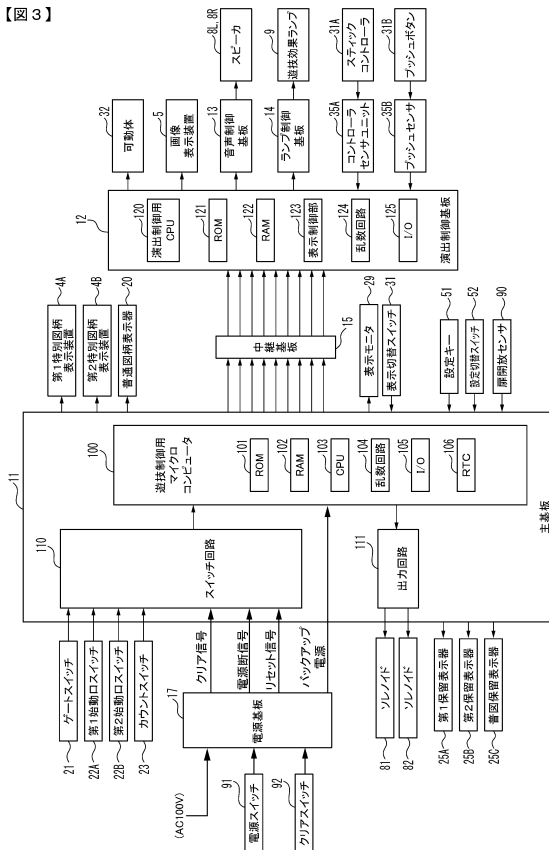 【図3】
32
可動体
5
画像
表示装置
8L, 8R
スピーカ
13
音声制御
基板
9
遊技効果ランプ
14
ランプ制御
基板
31A
スティック
コントローラ
35A
コントローラ
センサユニット
31B
プッシュボタン
35B
プッシュセンサ
12
120
演出制御用
CPU
121
ROM
122
RAM
123
表示制御部
124
乱数回路
125
I/O
演出制御基板
4A
第1特別図柄
表示装置
4B
第2特別図柄
表示装置
20
普通図柄表示器
15
中継基板
29
表示モニタ
31
表示切替スイッチ
51
設定キー
52
設定切替スイッチ
90
扉開放センサ
11
100
遊技制御用
マイクロ
コンピュータ
101
ROM
102
RAM
103
CPU
104
乱数回路
105
I/O
106
RTC
主基板
110
スイッチ回路
111
出力回路
クリア信号
電源断信号
リセット信号
バックアップ
電源
21
ゲートスイッチ
22A
第1始動口スイッチ
22B
第2始動口スイッチ
23
カウントスイッチ
17
電源基板
(AC100V)
91
電源スイッチ
92
クリアスイッチ
81
ソレノイド
82
ソレノイド
25A
第1保留表示器
25B
第2保留表示器
25C
普図保留表示器